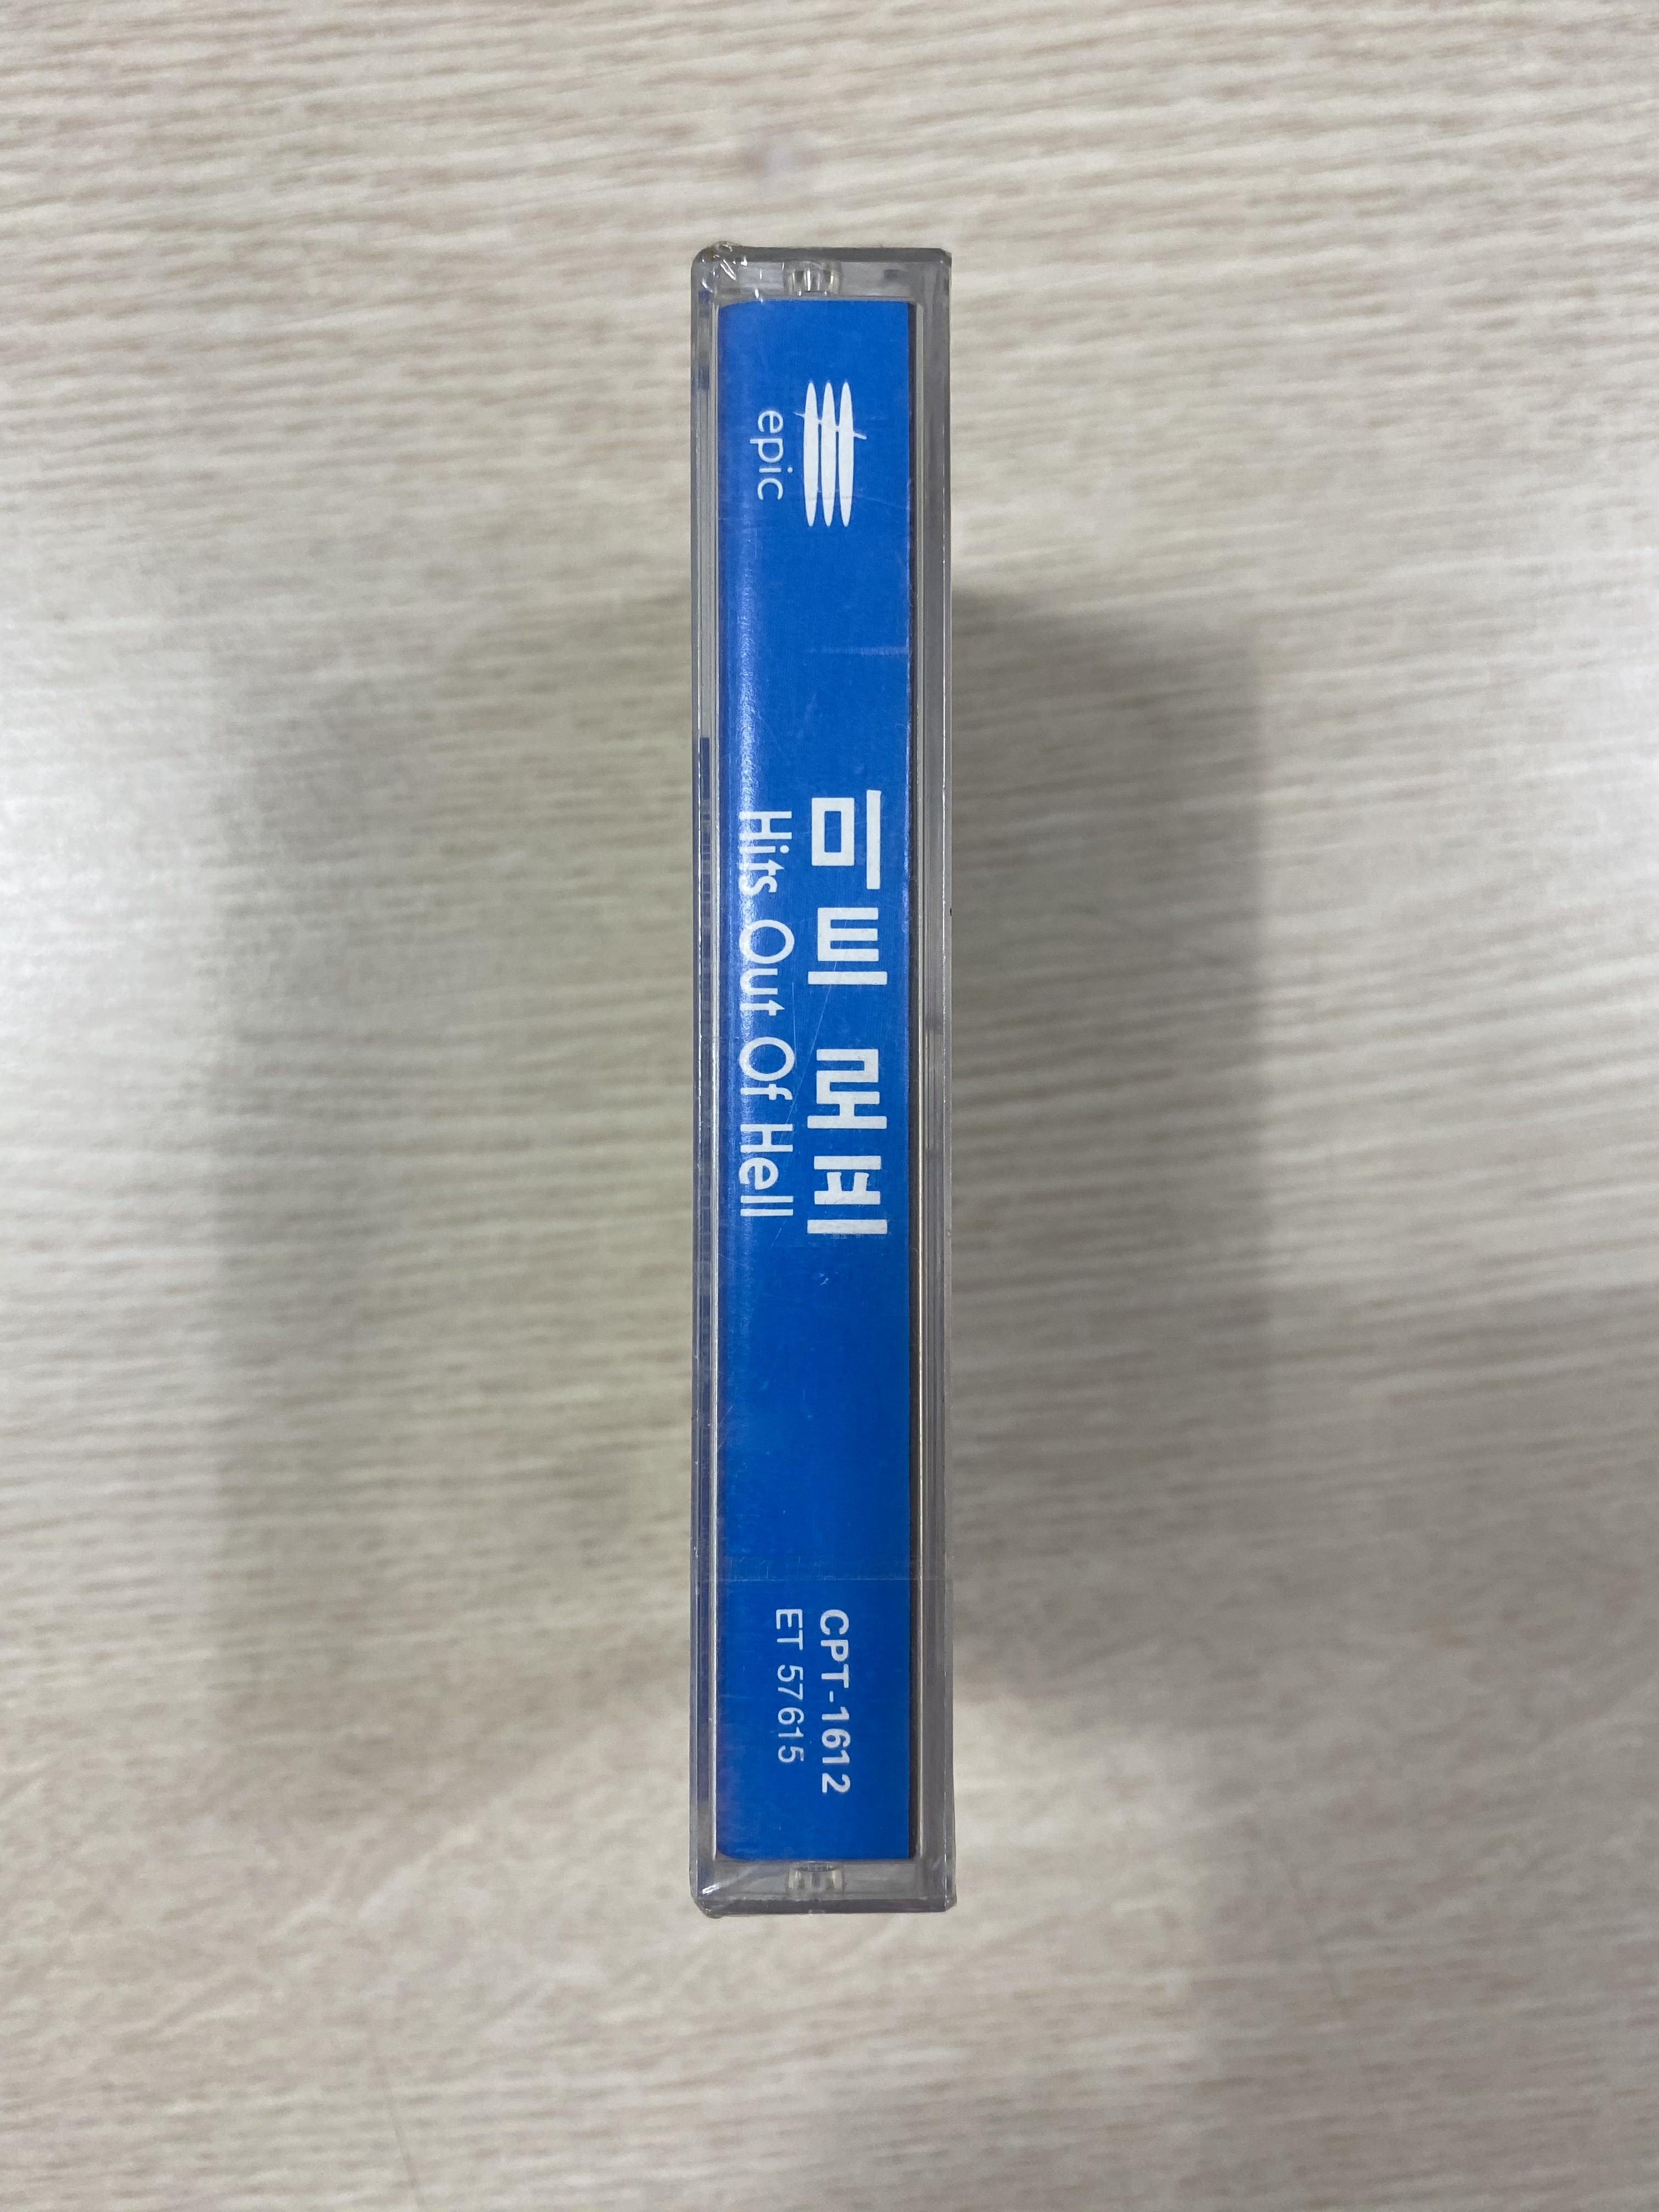 epic
미트 로프
Hits Out Of Hell
CPT-1612
ET 57615